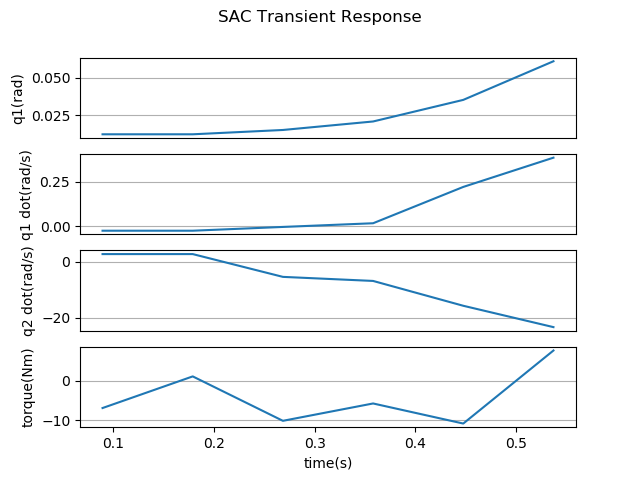 SAC Transient Response
0.050
0.025
q1(rad)
0.25
0.00
q1 dot(rad/s)
0
−20
q2 dot(rad/s)
0
−10
torque(Nm)
0.1 0.2 0.3 0.4 0.5
time(s)